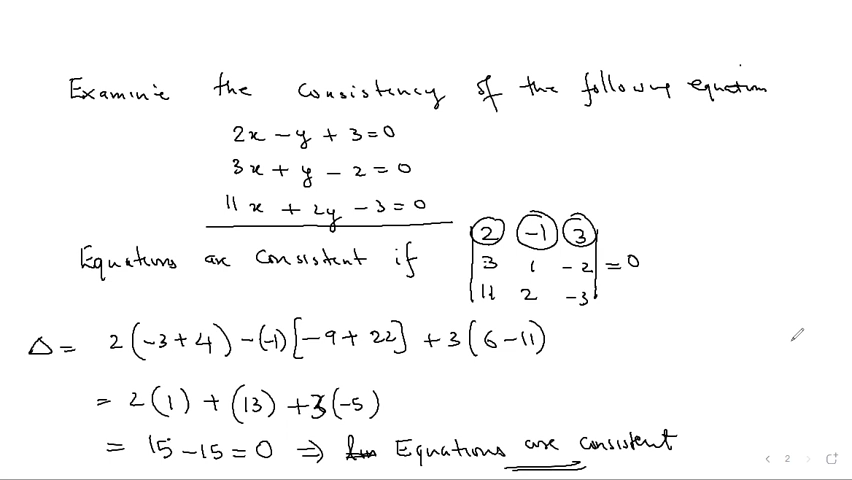 Examine the consistency of the following equation
2x - y + 3 = 0
3x + y - 2 = 0
11x + 2y - 3 = 0
Equations are consistent if |2 -1 3|
|3 1 -2| = 0
|11 2 -3|
Δ = 2(-3+4) -(-1)[-9+22] + 3(6-11)
= 2(1) + (13) + 3(-5)
= 15 - 15 = 0 ⇒ Equations are consistent
< 2 >